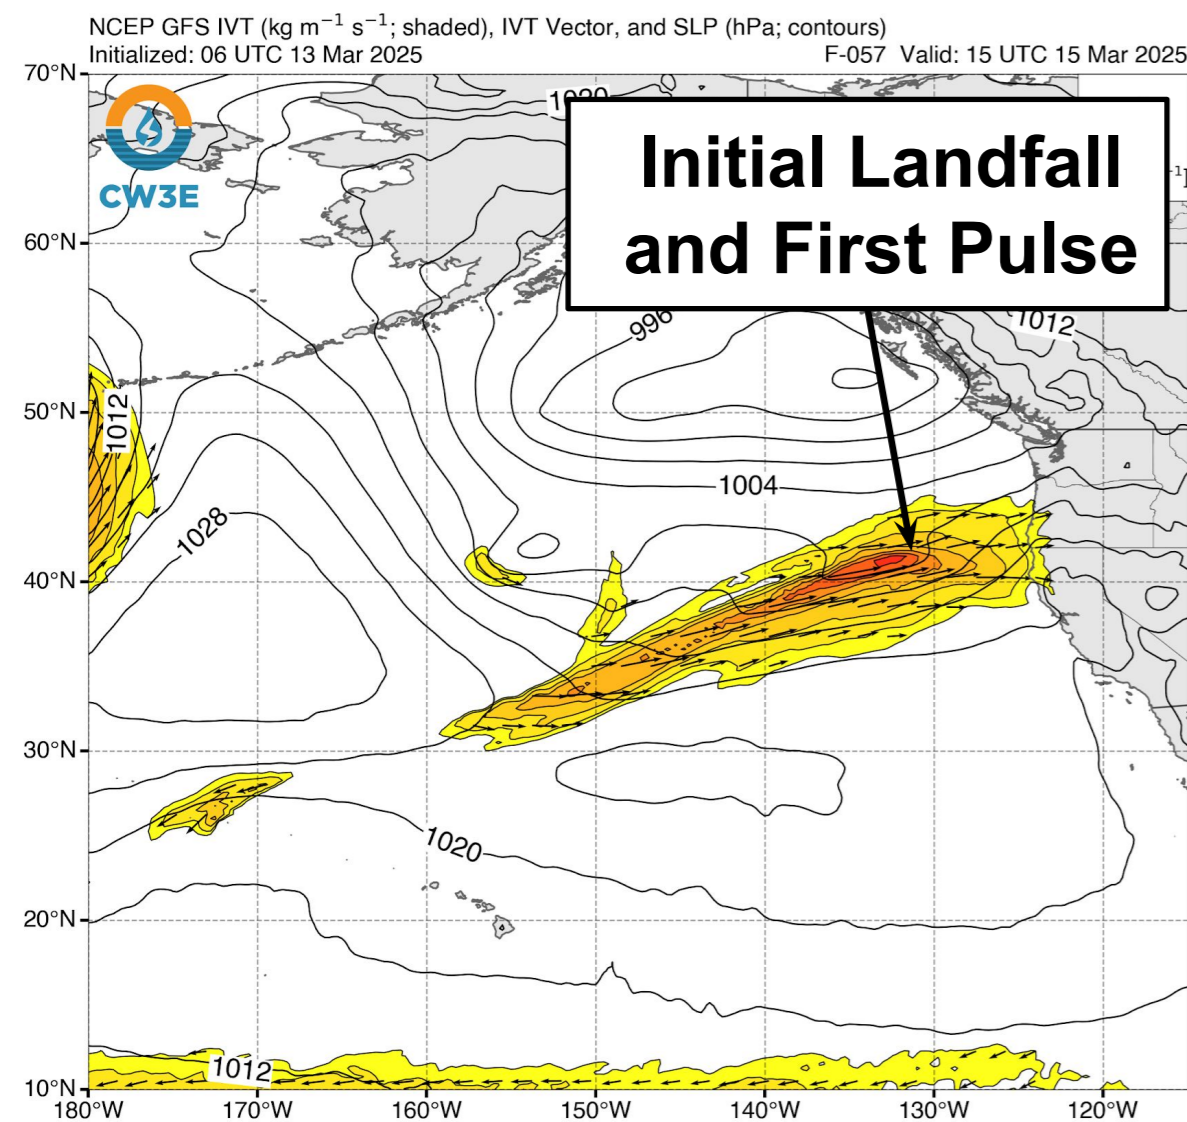 NCEP GFS IVT (kg m⁻¹ s⁻¹; shaded), IVT Vector, and SLP (hPa; contours)
Initialized: 06 UTC 13 Mar 2025 F-057 Valid: 15 UTC 15 Mar 2025
70°N
1020
CW3E
Initial Landfall
and First Pulse
⁻¹]
60°N
996
1012
50°N
1012
1004
1028
40°N
30°N
1020
20°N
1012
10°N
180°W 170°W 160°W 150°W 140°W 130°W 120°W